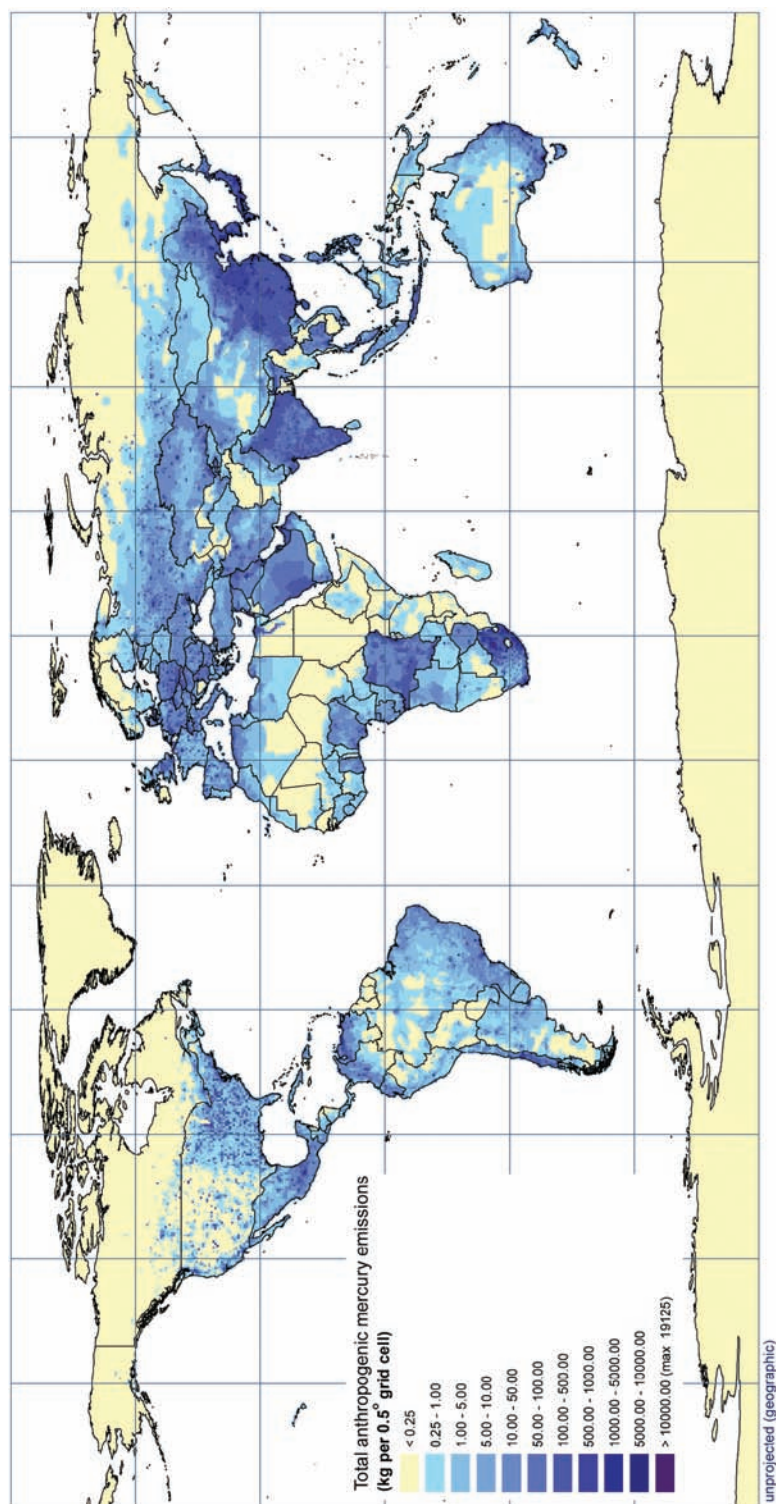 Total anthropogenic mercury emissions
(kg per 0.5° grid cell)
< 0.25
0.25 - 1.00
1.00 - 5.00
5.00 - 10.00
10.00 - 50.00
50.00 - 100.00
100.00 - 500.00
500.00 - 1000.00
1000.00 - 5000.00
5000.00 - 10000.00
> 10000.00 (max 19125)
unprojected (geographic)